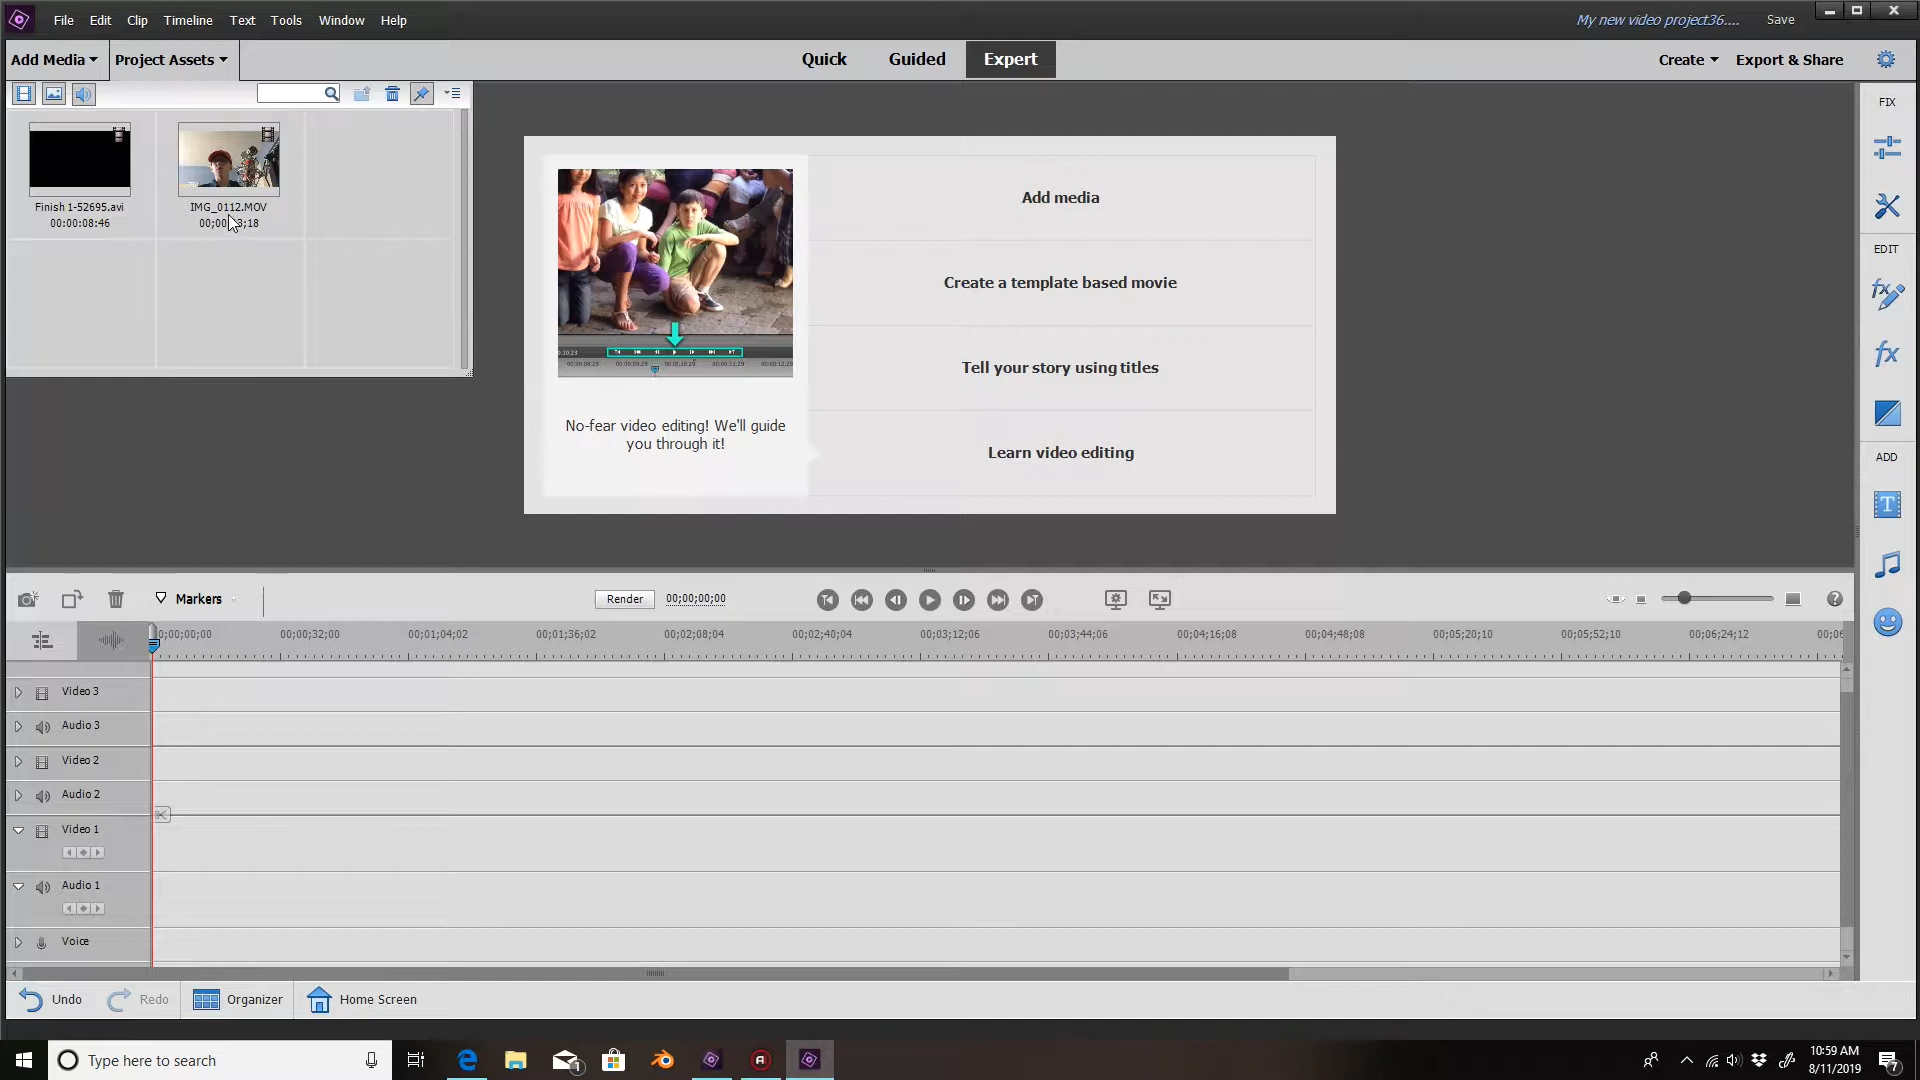 File Edit Clip Timeline Text Tools Window Help
My new video project36.... Save
Add Media Project Assets
Quick Guided Expert
Create Export & Share
FIX
Finish 1-52695.avi
00:00:08:46
IMG_0112.MOV
EDIT
ADD
Add media
Create a template based movie
Tell your story using titles
Learn video editing
No-fear video editing! We'll guide
you through it!
Markers
Render 00;00;00;00
00;00;32;00 00;01;04;02 00;01;36;02 00;02;08;04 00;02;40;04 00;03;12;06 00;03;44;06 00;04;16;08 00;04;48;08 00;05;20;10 00;05;52;10 00;06;24;12
Video 3
Audio 3
Video 2
Audio 2
Video 1
Audio 1
Voice
Undo Redo Organizer Home Screen
Type here to search
10:59 AM
8/11/2019